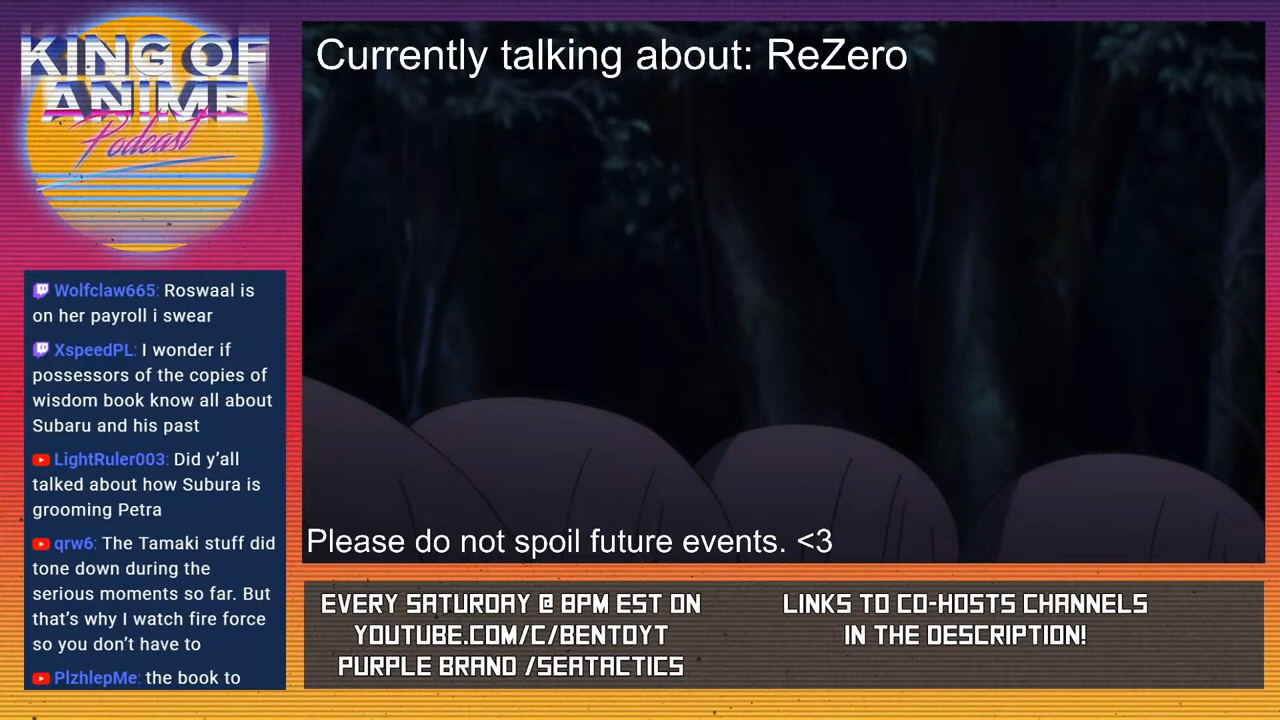 KING OF
ANIME
Podcast
Currently talking about: ReZero
Wolfclaw665: Roswaal is
on her payroll i swear
XspeedPL: I wonder if
possessors of the copies of
wisdom book know all about
Subaru and his past
LightRuler003: Did y'all
talked about how Subura is
grooming Petra
qrw6: The Tamaki stuff did
tone down during the
serious moments so far. But
that's why I watch fire force
so you don't have to
PlzhlepMe: the book to
Please do not spoil future events. <3
EVERY SATURDAY @ 8PM EST ON
YOUTUBE.COM/C/BENTOYT
PURPLE BRAND /SEATACTICS
LINKS TO CO-HOSTS CHANNELS
IN THE DESCRIPTION!